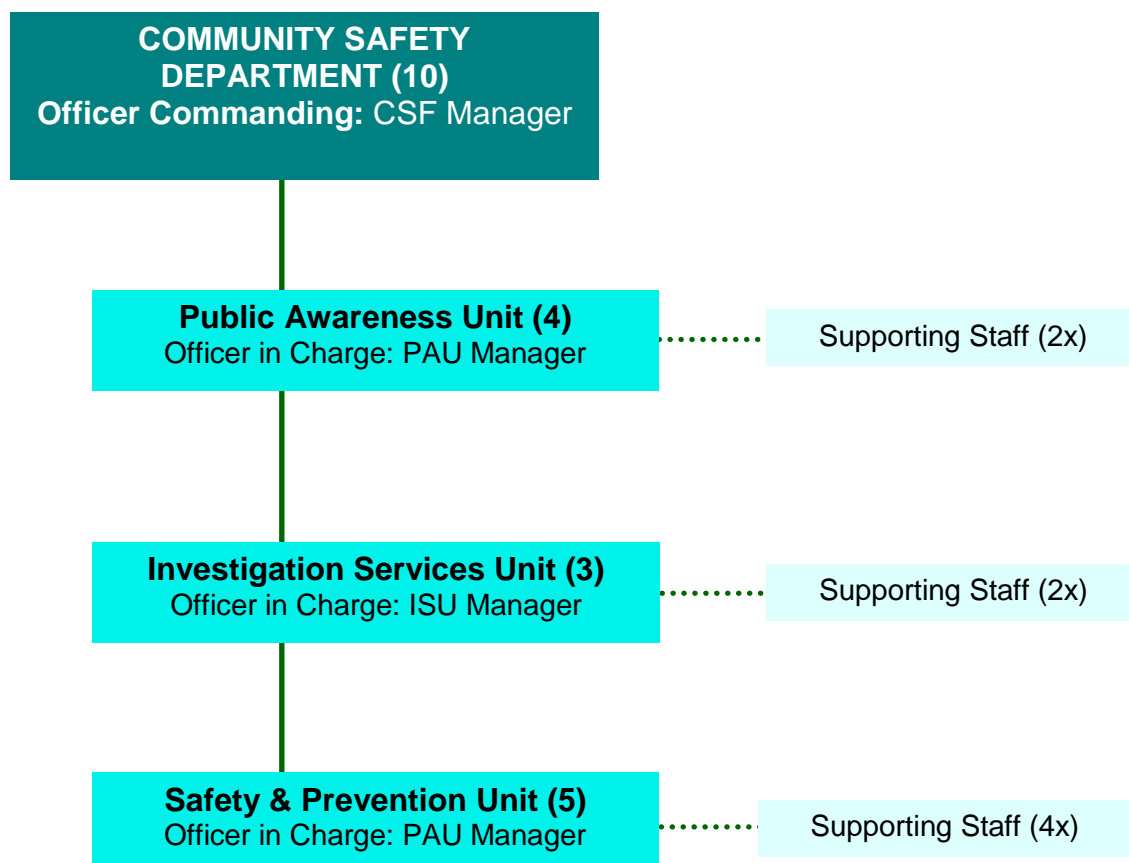 COMMUNITY SAFETY
DEPARTMENT (10)
Officer Commanding: CSF Manager
Public Awareness Unit (4)
Officer in Charge: PAU Manager
Supporting Staff (2x)
Investigation Services Unit (3)
Officer in Charge: ISU Manager
Supporting Staff (2x)
Safety & Prevention Unit (5)
Officer in Charge: PAU Manager
Supporting Staff (4x)